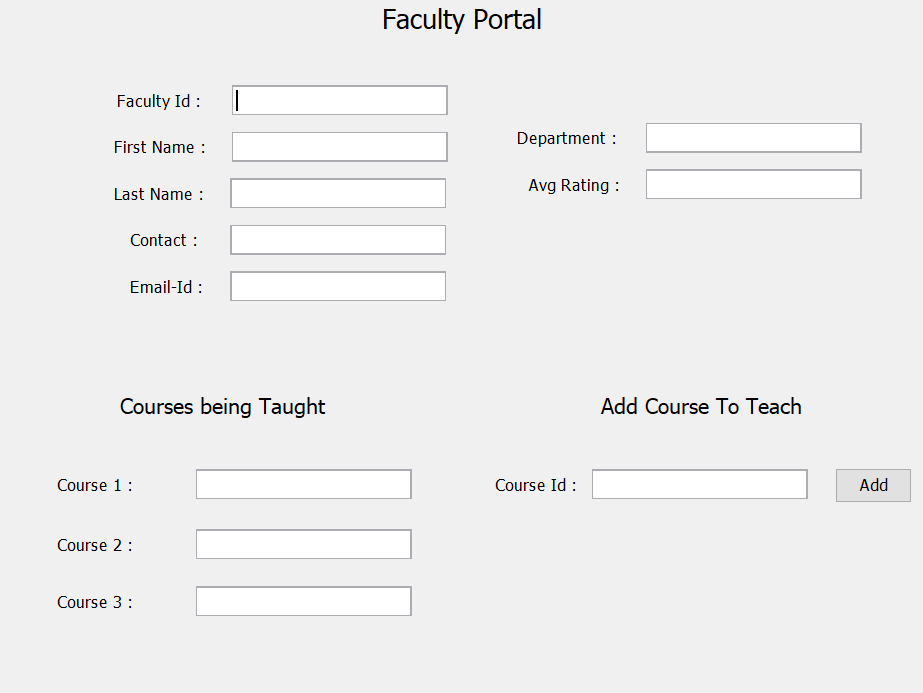 Faculty Portal
Faculty Id :
First Name :
Last Name :
Contact :
Email-Id :
Department :
Avg Rating :
Courses being Taught
Course 1 :
Course 2 :
Course 3 :
Add Course To Teach
Course Id :
Add